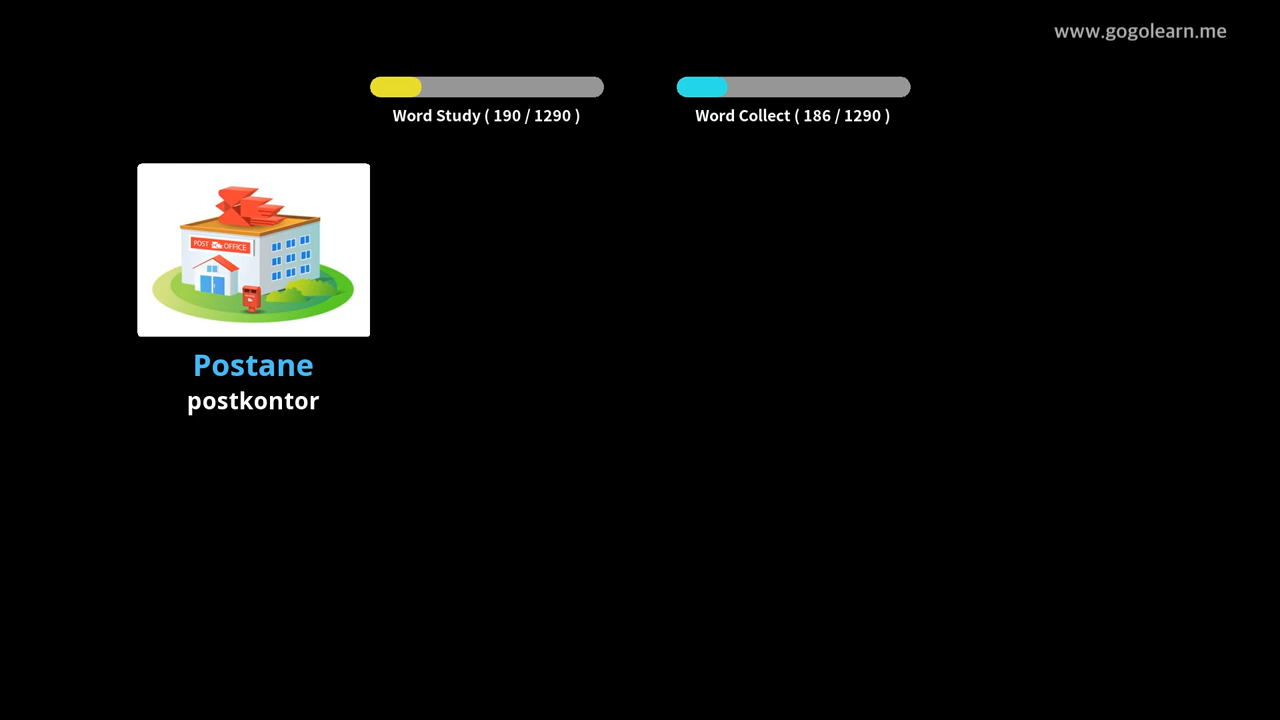 www.gogolearn.me
Word Study ( 190 / 1290 )
Word Collect ( 186 / 1290 )
POST OFFICE
Postane
postkontor